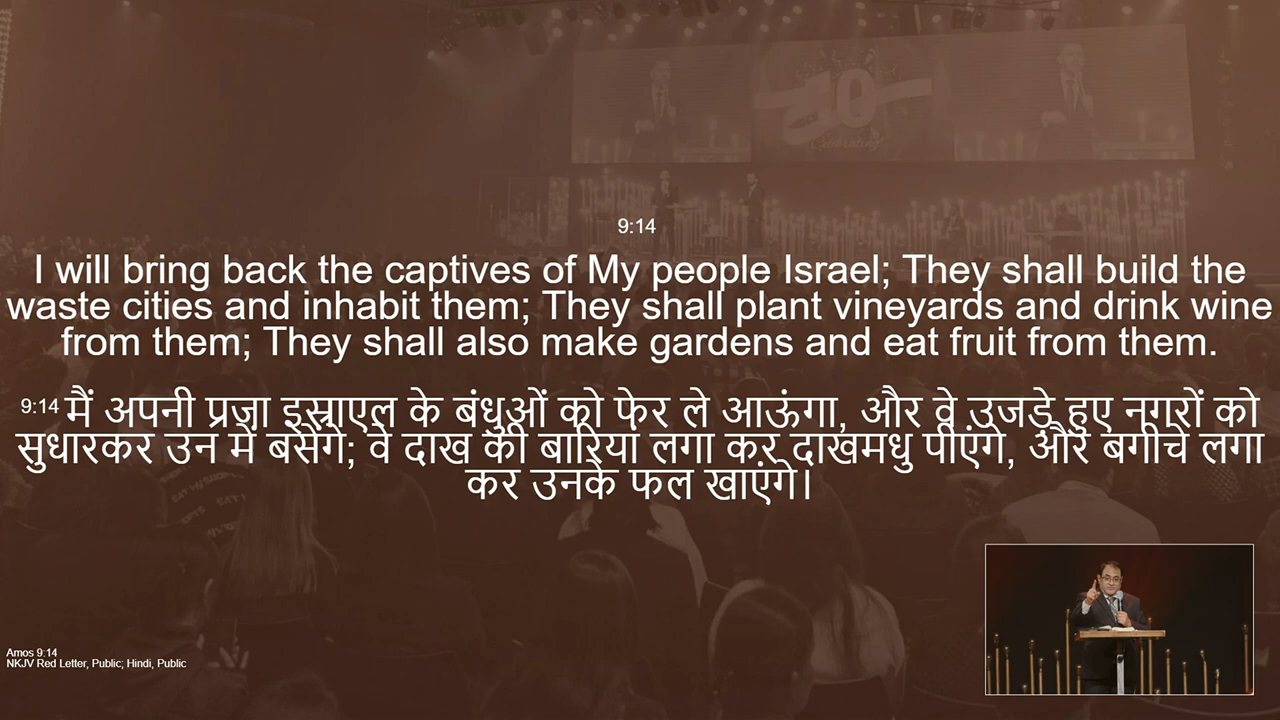 50
Celebrating
9:14
I will bring back the captives of My people Israel; They shall build the
waste cities and inhabit them; They shall plant vineyards and drink wine
from them; They shall also make gardens and eat fruit from them.
9:14 मैं अपनी प्रजा इस्राएल के बंधुओं को फेर ले आऊंगा, और वे उजड़े हुए नगरों को
सुधारकर उन में बसेंगे; वे दाख की बारियां लगा कर दाखमधु पीएंगे, और बगीचे लगा
कर उनके फल खाएंगे।
Amos 9:14
NKJV Red Letter, Public; Hindi, Public